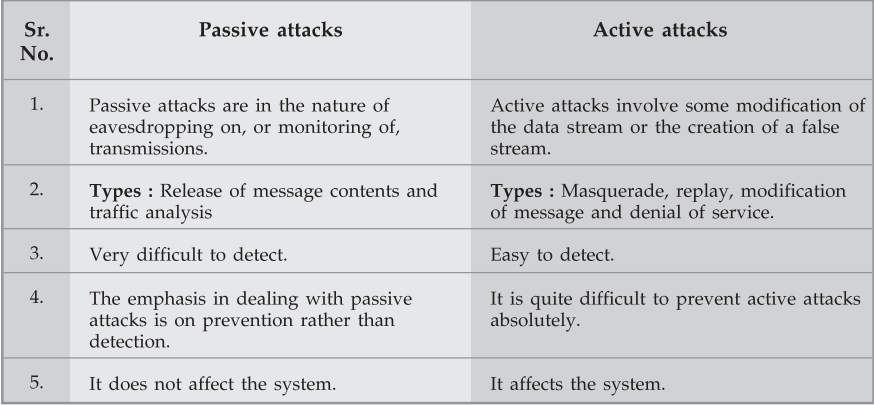 Sr. No.
Passive attacks
Active attacks
1.
Passive attacks are in the nature of
eavesdropping on, or monitoring of,
transmissions.
Active attacks involve some modification of
the data stream or the creation of a false
stream.
2.
Types : Release of message contents and
traffic analysis
Types : Masquerade, replay, modification
of message and denial of service.
3.
Very difficult to detect.
Easy to detect.
4.
The emphasis in dealing with passive
attacks is on prevention rather than
detection.
It is quite difficult to prevent active attacks
absolutely.
5.
It does not affect the system.
It affects the system.